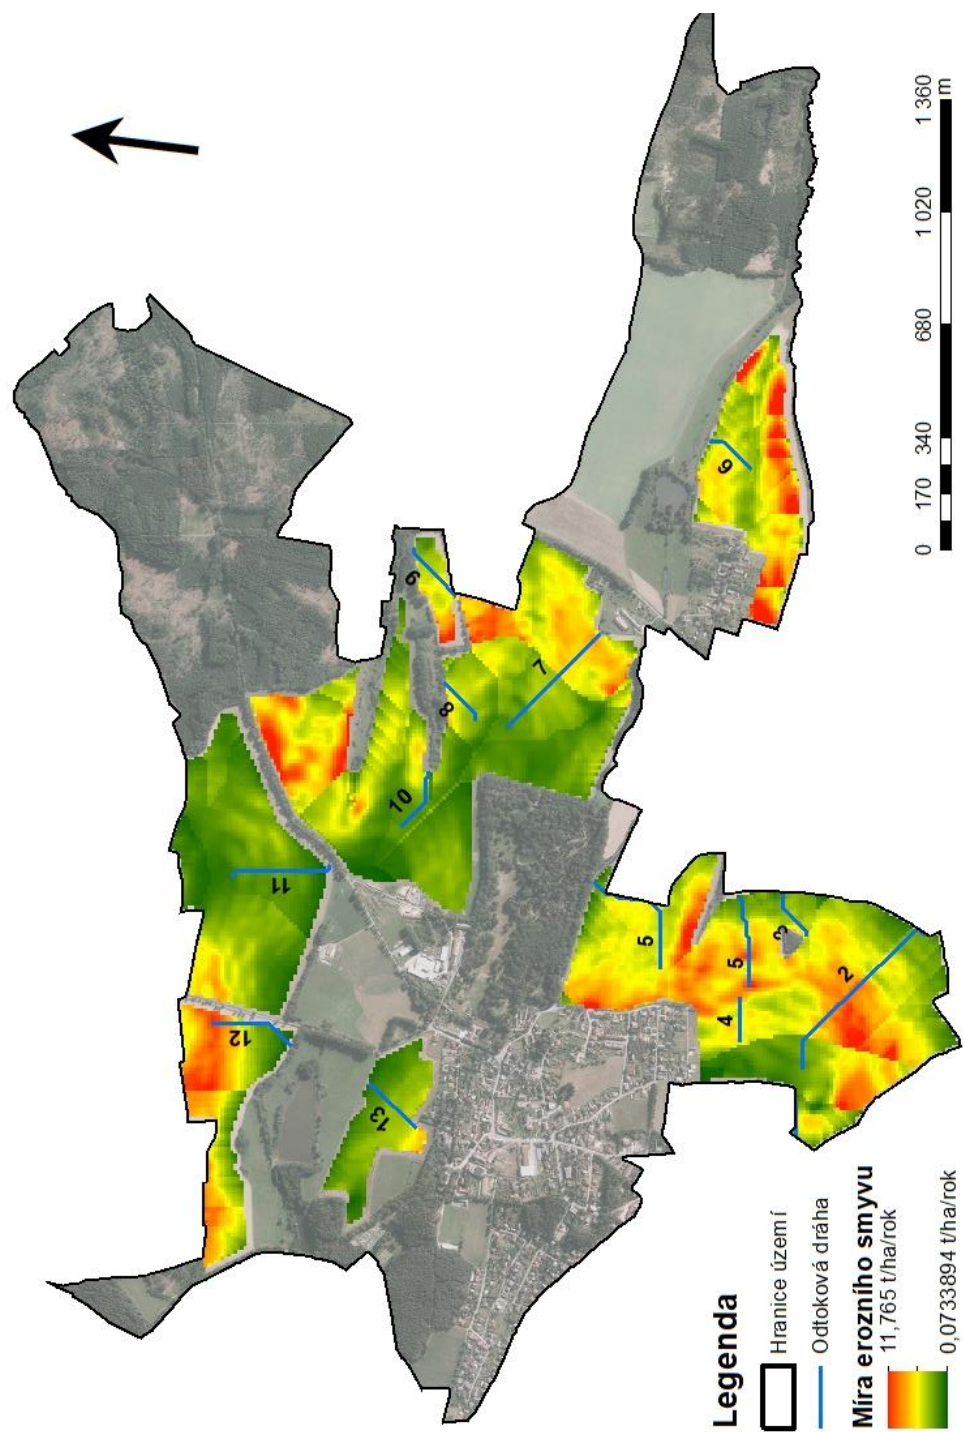 12
11
13
10
9
8
7
6
5
5
4
3
2
Legenda
Hranice území
Odtoková dráha
Míra erozního smyvu
11,765 t/ha/rok
0,0733894 t/ha/rok
0 170 340 680 1 020 1 360
m